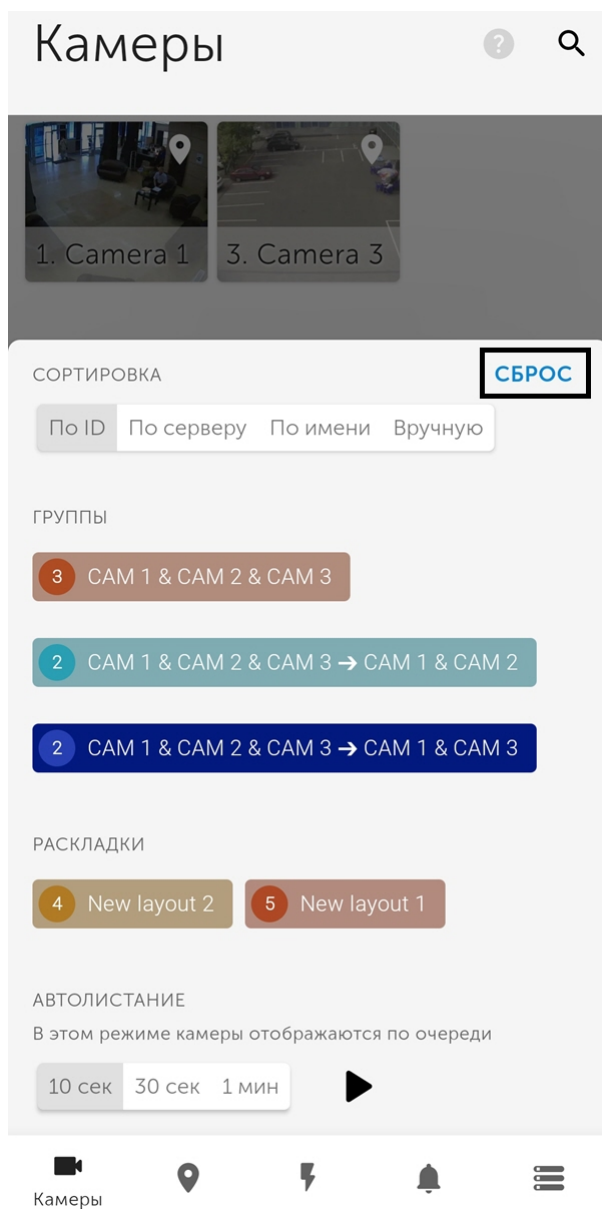 Камеры
?
1. Camera 1
3. Camera 3
СОРТИРОВКА
СБРОС
По ID По серверу По имени Вручную
ГРУППЫ
3 CAM 1 & CAM 2 & CAM 3
2 CAM 1 & CAM 2 & CAM 3 → CAM 1 & CAM 2
2 CAM 1 & CAM 2 & CAM 3 → CAM 1 & CAM 3
РАСКЛАДКИ
4 New layout 2 5 New layout 1
АВТОЛИСТАНИЕ
В этом режиме камеры отображаются по очереди
10 сек 30 сек 1 мин
Камеры